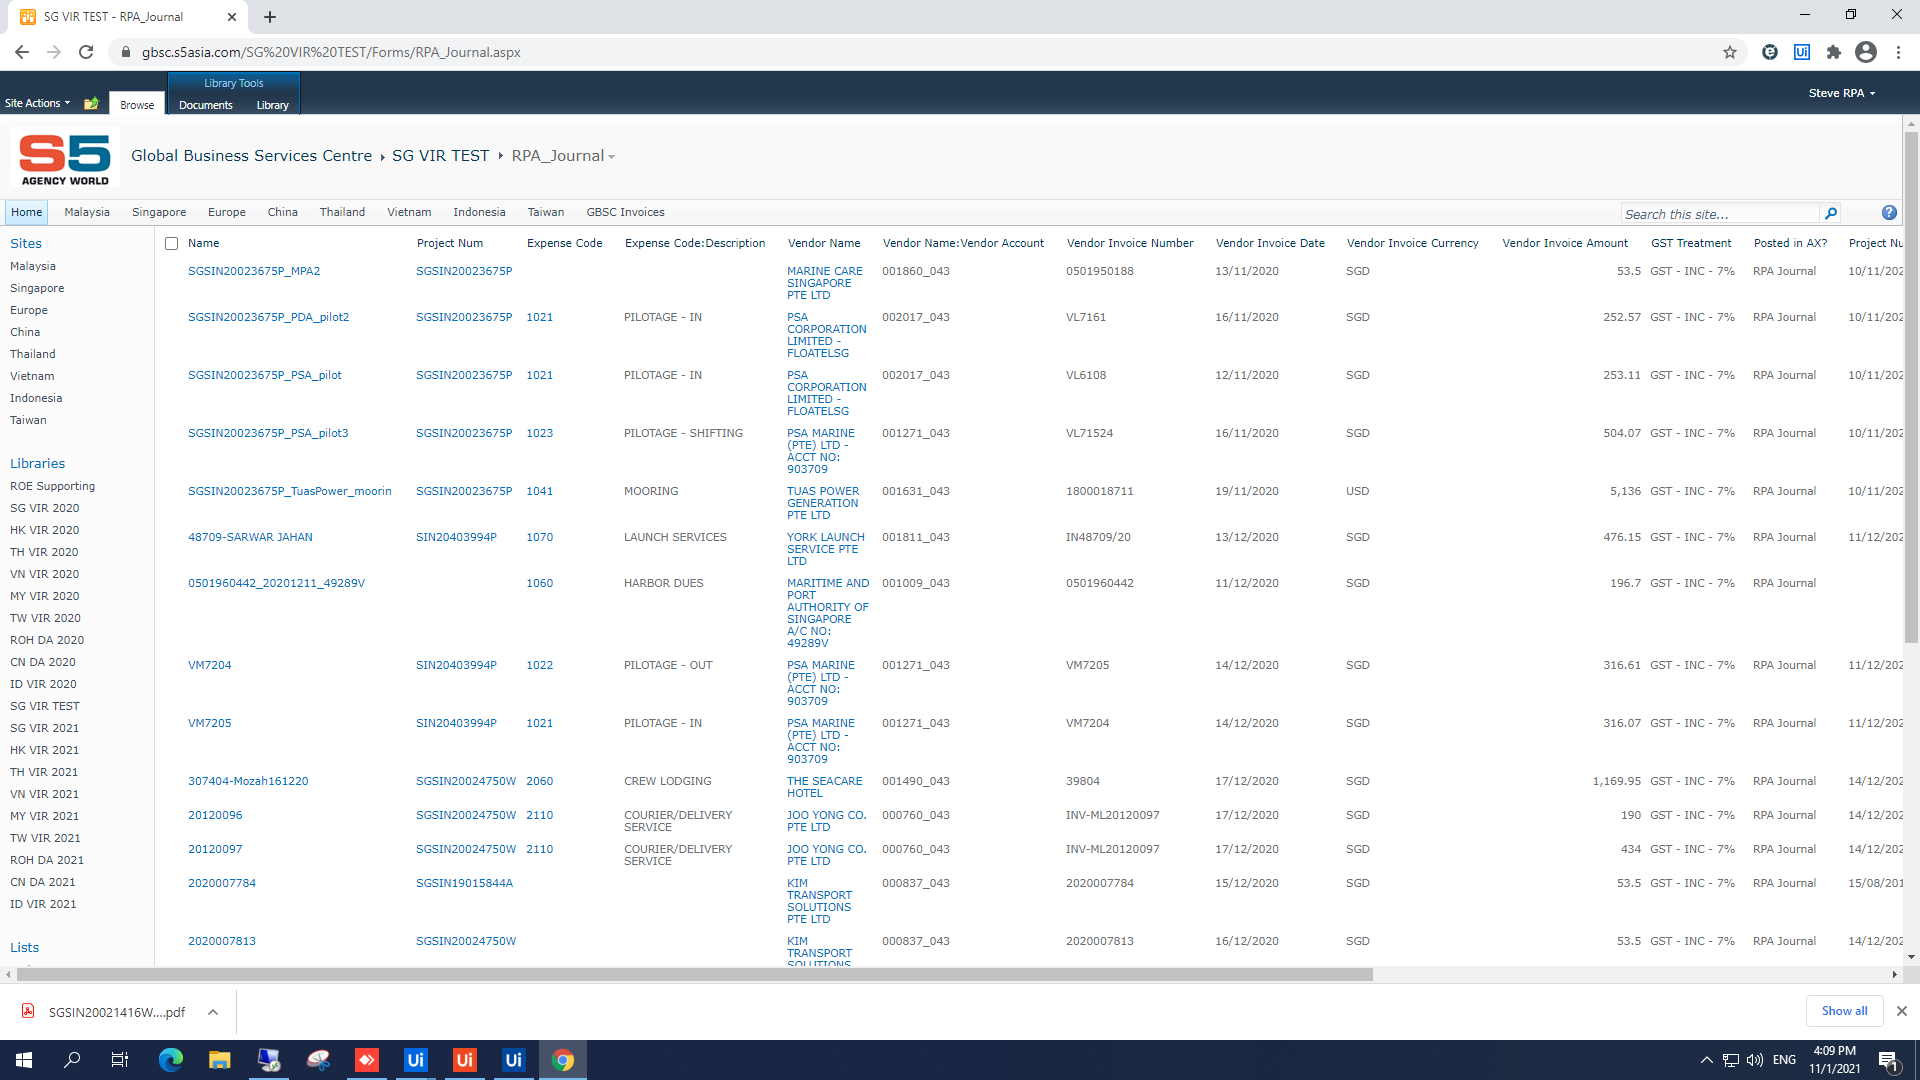 SG VIR TEST - RPA_Journal
gbsc.s5asia.com/SG%20VIR%20TEST/Forms/RPA_Journal.aspx
Library Tools
Site Actions
Browse
Documents
Library
Steve RPA
S5
AGENCY WORLD
Global Business Services Centre SG VIR TEST RPA_Journal
Home Malaysia Singapore Europe China Thailand Vietnam Indonesia Taiwan GBSC Invoices
Search this site...
Sites
Malaysia
Singapore
Europe
China
Thailand
Vietnam
Indonesia
Taiwan
Libraries
ROE Supporting
SG VIR 2020
HK VIR 2020
TH VIR 2020
VN VIR 2020
MY VIR 2020
TW VIR 2020
ROH DA 2020
CN DA 2020
ID VIR 2020
SG VIR TEST
SG VIR 2021
HK VIR 2021
TH VIR 2021
VN VIR 2021
MY VIR 2021
TW VIR 2021
ROH DA 2021
CN DA 2021
ID VIR 2021
Lists
Name Project Num Expense Code Expense Code:Description Vendor Name Vendor Name:Vendor Account Vendor Invoice Number Vendor Invoice Date Vendor Invoice Currency Vendor Invoice Amount GST Treatment Posted in AX? Project Nu
SGSIN20023675P_MPA2 SGSIN20023675P MARINE CARE 001860_043 0501950188 13/11/2020 SGD 53.5 GST - INC - 7% RPA Journal 10/11/202
SINGAPORE
PTE LTD
SGSIN20023675P_PDA_pilot2 SGSIN20023675P 1021 PILOTAGE - IN PSA 002017_043 VL7161 16/11/2020 SGD 252.57 GST - INC - 7% RPA Journal 10/11/202
CORPORATION
LIMITED -
FLOATELSG
SGSIN20023675P_PSA_pilot SGSIN20023675P 1021 PILOTAGE - IN PSA 002017_043 VL6108 12/11/2020 SGD 253.11 GST - INC - 7% RPA Journal 10/11/202
CORPORATION
LIMITED -
FLOATELSG
SGSIN20023675P_PSA_pilot3 SGSIN20023675P 1023 PILOTAGE - SHIFTING PSA MARINE 001271_043 VL71524 16/11/2020 SGD 504.07 GST - INC - 7% RPA Journal 10/11/202
(PTE) LTD -
ACCT NO:
903709
SGSIN20023675P_TuasPower_moorin SGSIN20023675P 1041 MOORING TUAS POWER 001631_043 1800018711 19/11/2020 USD 5,136 GST - INC - 7% RPA Journal 10/11/202
GENERATION
PTE LTD
48709-SARWAR JAHAN SIN20403994P 1070 LAUNCH SERVICES YORK LAUNCH 001811_043 IN48709/20 13/12/2020 SGD 476.15 GST - INC - 7% RPA Journal 11/12/202
SERVICE PTE
LTD
0501960442_20201211_49289V 1060 HARBOR DUES MARITIME AND 001009_043 0501960442 11/12/2020 SGD 196.7 GST - INC - 7% RPA Journal
PORT
AUTHORITY OF
SINGAPORE
A/C NO:
49289V
VM7204 SIN20403994P 1022 PILOTAGE - OUT PSA MARINE 001271_043 VM7205 14/12/2020 SGD 316.61 GST - INC - 7% RPA Journal 11/12/202
(PTE) LTD -
ACCT NO:
903709
VM7205 SIN20403994P 1021 PILOTAGE - IN PSA MARINE 001271_043 VM7204 14/12/2020 SGD 316.07 GST - INC - 7% RPA Journal 11/12/202
(PTE) LTD -
ACCT NO:
903709
307404-Mozah161220 SGSIN20024750W 2060 CREW LODGING THE SEACARE 001490_043 39804 17/12/2020 SGD 1,169.95 GST - INC - 7% RPA Journal 14/12/202
HOTEL
20120096 SGSIN20024750W 2110 COURIER/DELIVERY JOO YONG CO. 000760_043 INV-ML20120097 17/12/2020 SGD 190 GST - INC - 7% RPA Journal 14/12/202
SERVICE PTE LTD
20120097 SGSIN20024750W 2110 COURIER/DELIVERY JOO YONG CO. 000760_043 INV-ML20120097 17/12/2020 SGD 434 GST - INC - 7% RPA Journal 14/12/202
SERVICE PTE LTD
2020007784 SGSIN19015844A KIM 000837_043 2020007784 15/12/2020 SGD 53.5 GST - INC - 7% RPA Journal 15/08/201
TRANSPORT
SOLUTIONS
PTE LTD
2020007813 SGSIN20024750W KIM 000837_043 2020007813 16/12/2020 SGD 53.5 GST - INC - 7% RPA Journal 14/12/202
TRANSPORT
SOLUTIONS
SGSIN20021416W....pdf
Show all
Ui Ui Ui
ENG
4:09 PM
11/1/2021
1